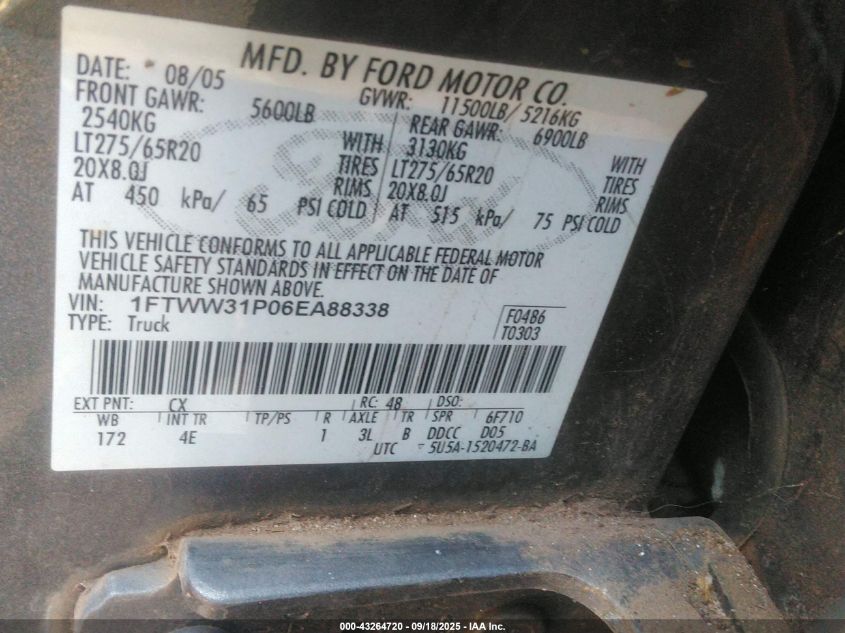 MFD. BY FORD MOTOR CO.
DATE: 08/05 GVWR: 11500LB/ 5216KG
FRONT GAWR: 5600LB REAR GAWR: 6900LB
2540KG WITH 3130KG WITH
LT275/65R20 TIRES LT275/65R20 TIRES
20X8.0J RIMS 20X8.0J RIMS
AT 450 kPa/ 65 PSI COLD AT 515 kPa/ 75 PSI COLD
Ford
THIS VEHICLE CONFORMS TO ALL APPLICABLE FEDERAL MOTOR
VEHICLE SAFETY STANDARDS IN EFFECT ON THE DATE OF
MANUFACTURE SHOWN ABOVE.
VIN: 1FTWW31P06EA88338 F0486
TYPE: Truck T0303
EXT PNT: CX RC: 48 DSO:
WB INT TR TP/PS R AXLE TR SPR 6F710
172 4E 1 3L B DDCC D05
UTC 5U5A-1520472-BA
000-43264720 - 09/18/2025 - IAA Inc.